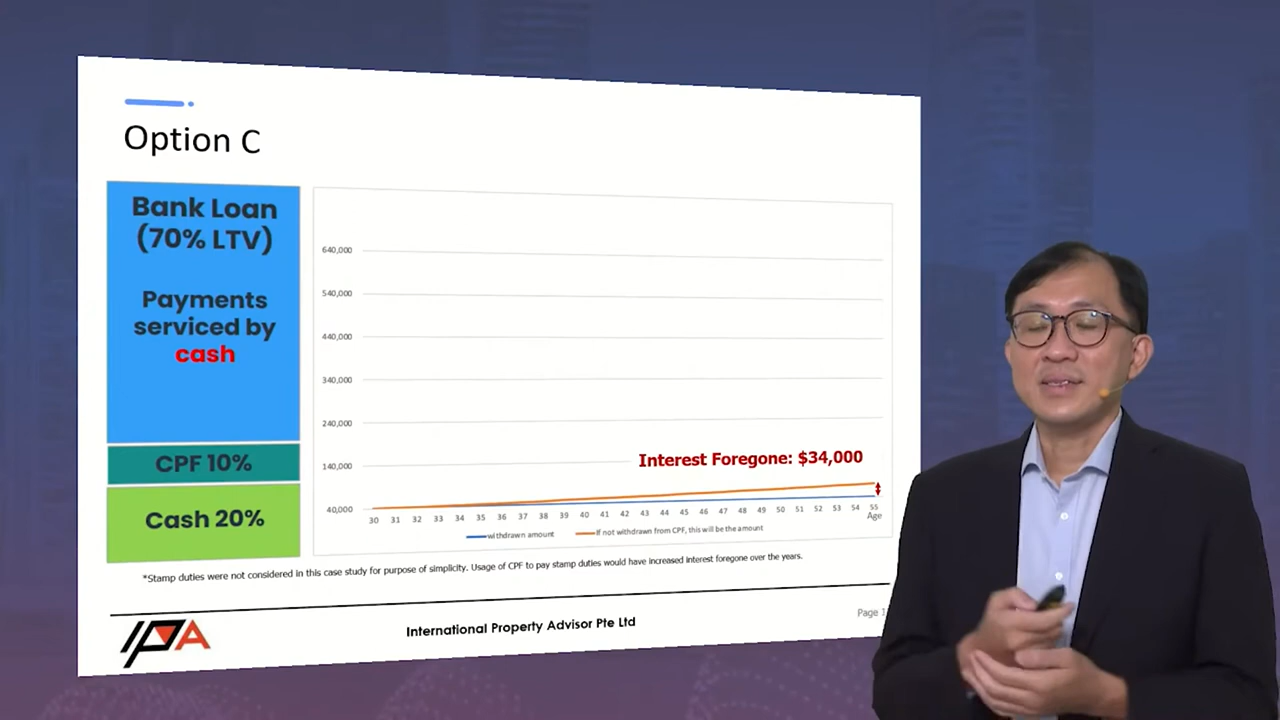 Option C
Bank Loan
(70% LTV)
Payments
serviced by
cash
CPF 10%
Cash 20%
640,000
540,000
440,000
340,000
240,000
140,000
40,000
Interest Foregone: $34,000
30 31 32 33 34 35 36 37 38 39 40 41 42 43 44 45 46 47 48 49 50 51 52 53 54 55
Age
withdrawn amount
If not withdrawn from CPF, this will be the amount
*Stamp duties were not considered in this case study for purpose of simplicity. Usage of CPF to pay stamp duties would have increased interest foregone over the years.
IPA
International Property Advisor Pte Ltd
Page